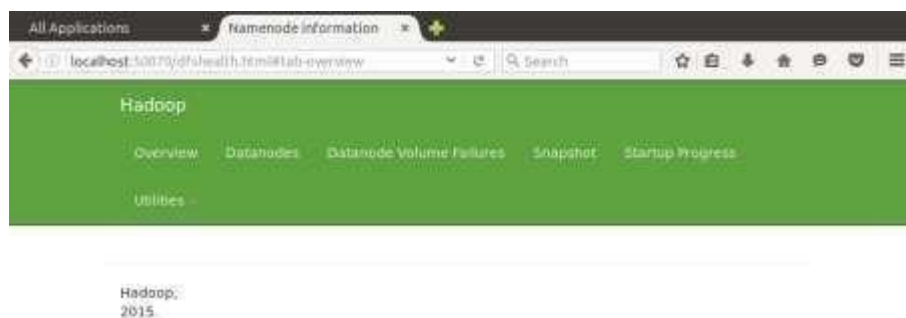 All Applications Namenode information
localhost:50070/dfshealth.html#tab-overview Search
Hadoop
Overview Datanodes Datanode Volume Failures Snapshot Startup Progress
Utilities
Hadoop,
2015.